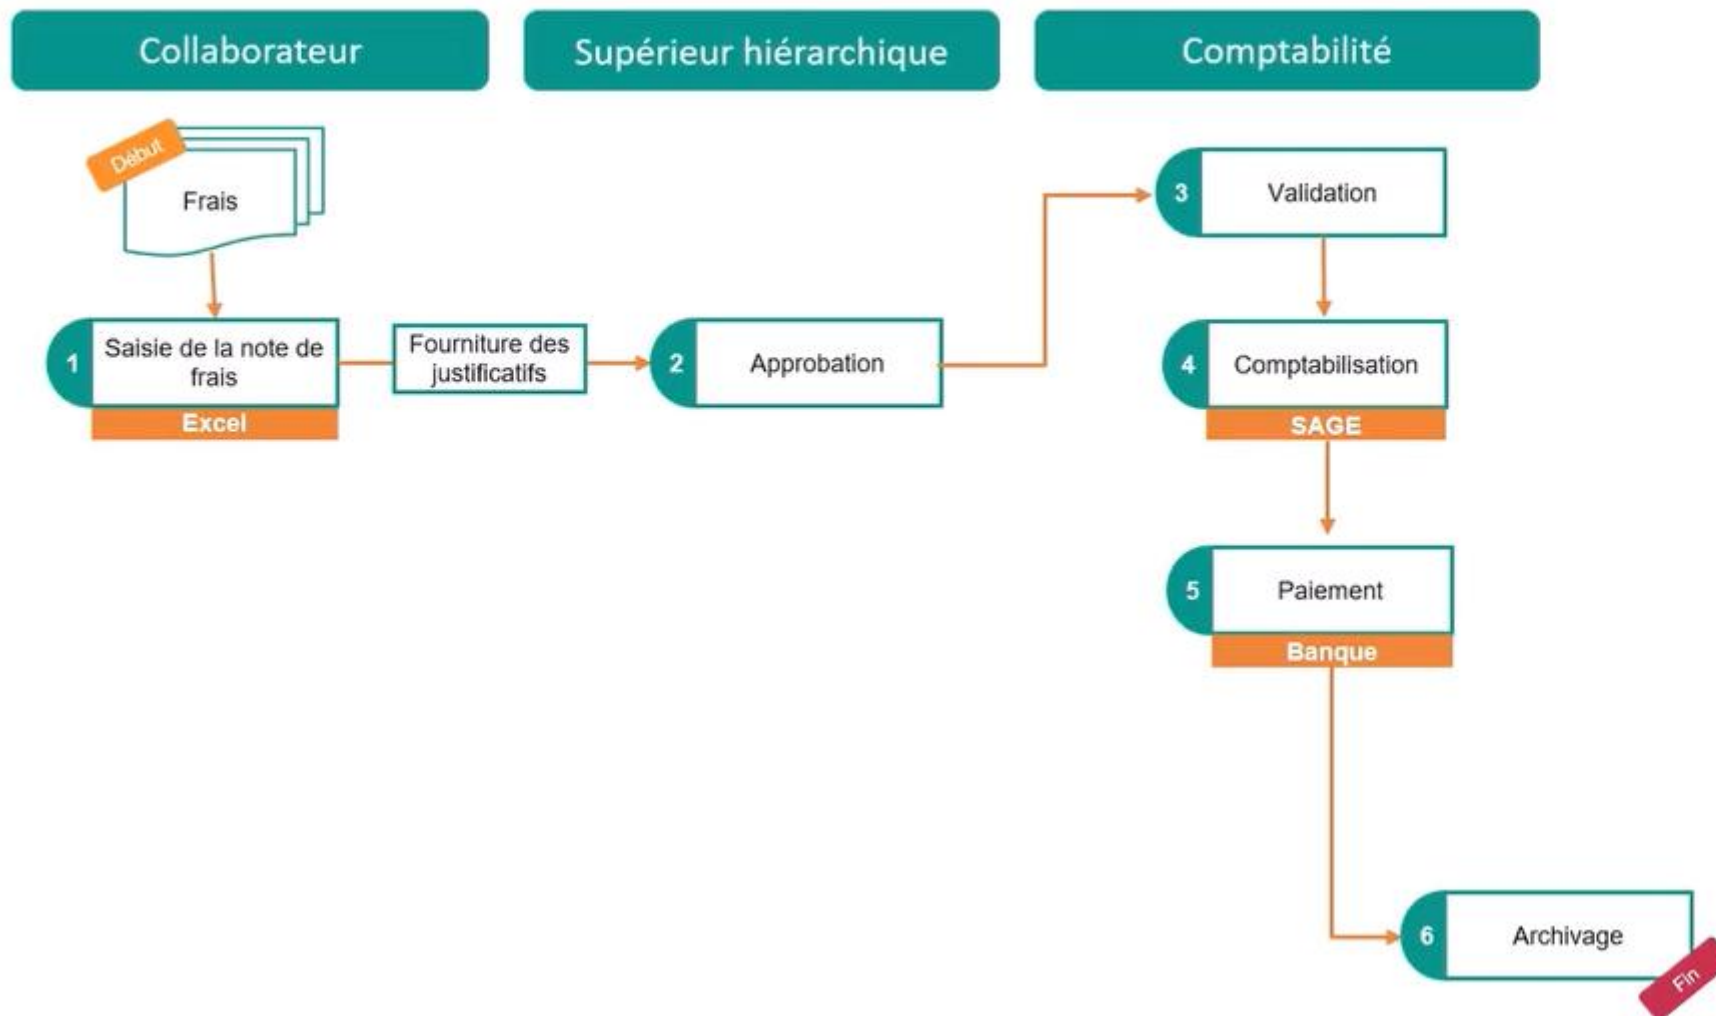 Collaborateur
Supérieur hiérarchique
Comptabilité
Début
Frais
1
Saisie de la note de
frais
Excel
Fourniture des
justificatifs
2
Approbation
3
Validation
4
Comptabilisation
SAGE
5
Paiement
Banque
6
Archivage
Fin